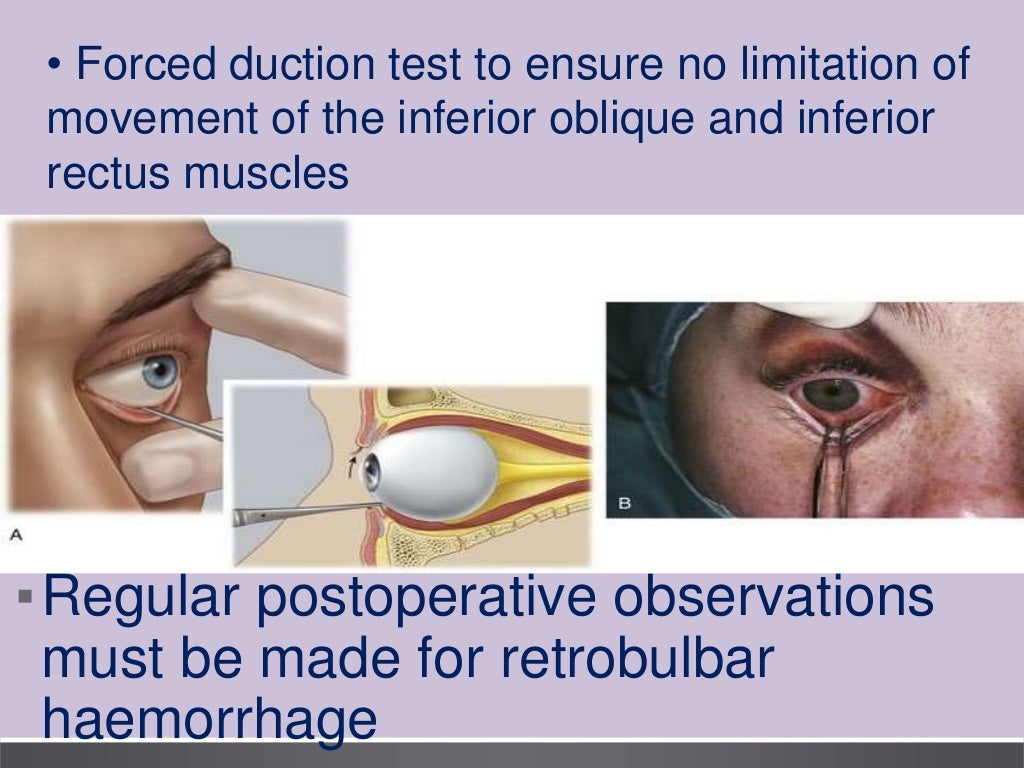 • Forced duction test to ensure no limitation of
movement of the inferior oblique and inferior
rectus muscles
A
B
▪ Regular postoperative observations
must be made for retrobulbar
haemorrhage